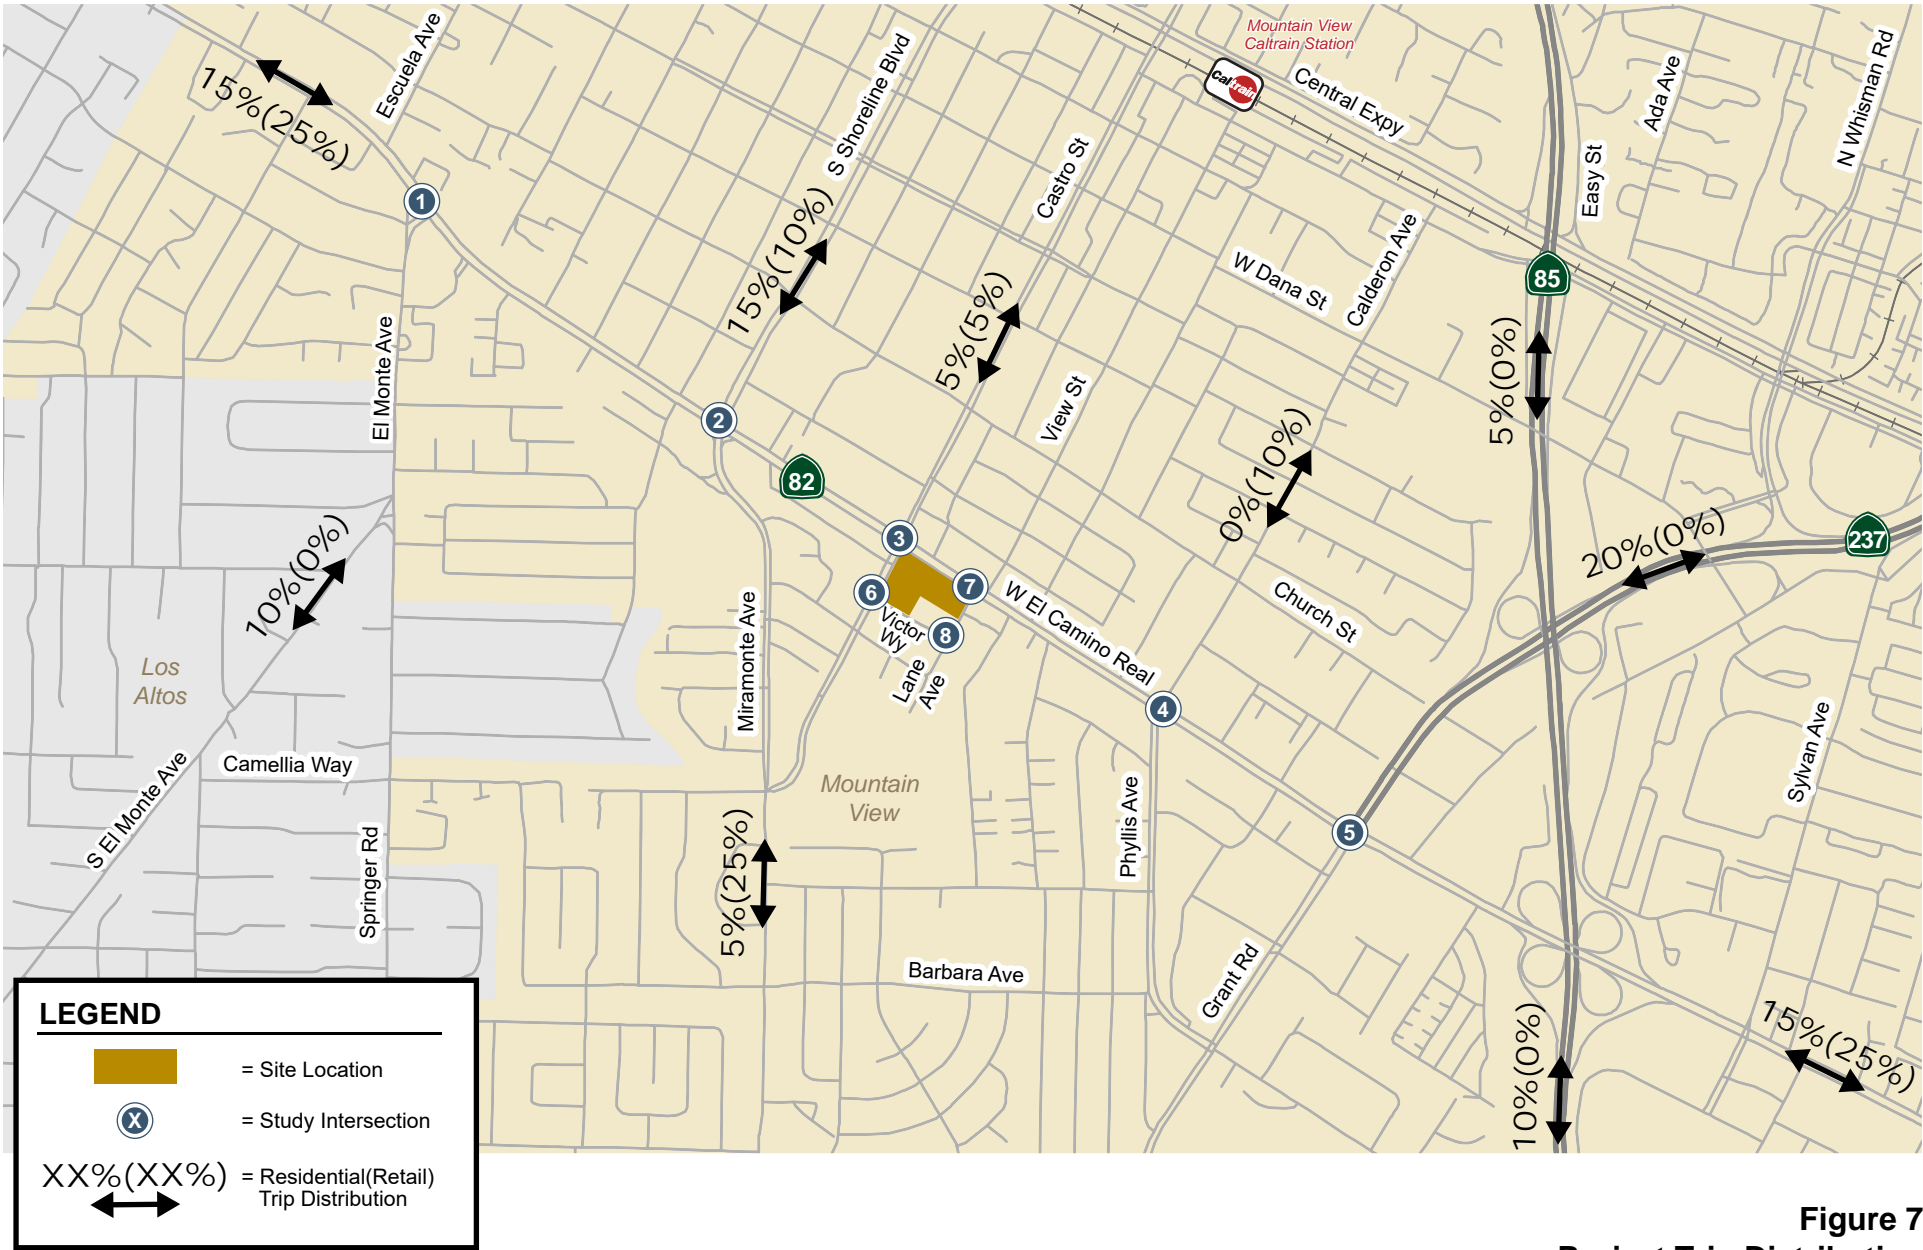 Mountain View
Caltrain Station
Caltrain
Central Expy
Escuela Ave
S Shoreline Blvd
Castro St
Ada Ave
N Whisman Rd
Easy St
15%(25%)
1
15%(10%)
5%(5%)
W Dana St
Calderon Ave
85
5%(0%)
El Monte Ave
View St
2
82
0%(10%)
20%(0%)
237
3
10%(0%)
6
7
Victor
Wy
8
W El Camino Real
Church St
Lane
Ave
Miramonte Ave
Los
Altos
4
Camellia Way
S El Monte Ave
Mountain
View
Phyllis Ave
5
Sylvan Ave
Springer Rd
5%(25%)
Barbara Ave
Grant Rd
10%(0%)
15%(25%)
LEGEND
= Site Location
X
= Study Intersection
XX%(XX%)
= Residential(Retail)
Trip Distribution
Figure 7